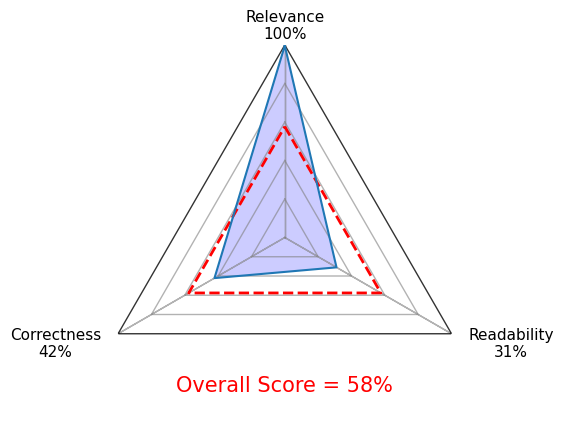 Relevance
100%
Correctness
42%
Readability
31%
Overall Score = 58%